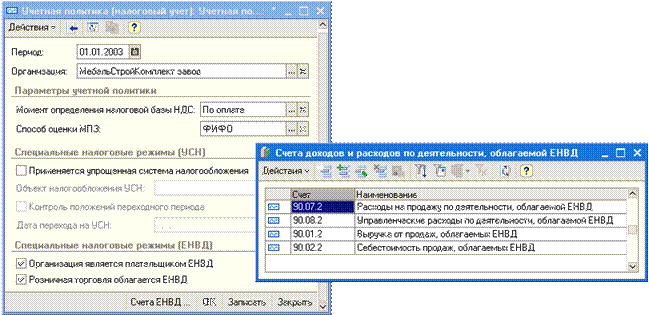 Учетная политика (налоговый учет): Учетная по... *
Действия
Период: 01.01.2003
Организация: МебельСтройКомплект завод
Параметры учетной политики
Момент определения налоговой базы НДС: По оплате
Способ оценки МПЗ: ФИФО
Специальные налоговые режимы (УСН)
Применяется упрощенная система налогообложения
Объект налогообложения УСН:
Контроль положений переходного периода
Дата перехода на УСН:
Специальные налоговые режимы (ЕНВД)
Организация является плательщиком ЕНВД
Розничная торговля облагается ЕНВД
Счета ЕНВД ... OK Записать Закрыть
Счета доходов и расходов по деятельности, облагаемой ЕНВД
Действия
Счет Наименование
90.07.2 Расходы на продажу по деятельности, облагаемой ЕНВД
90.08.2 Управленческие расходы по деятельности, облагаемой ЕНВД
90.01.2 Выручка от продаж, облагаемых ЕНВД
90.02.2 Себестоимость продаж, облагаемых ЕНВД